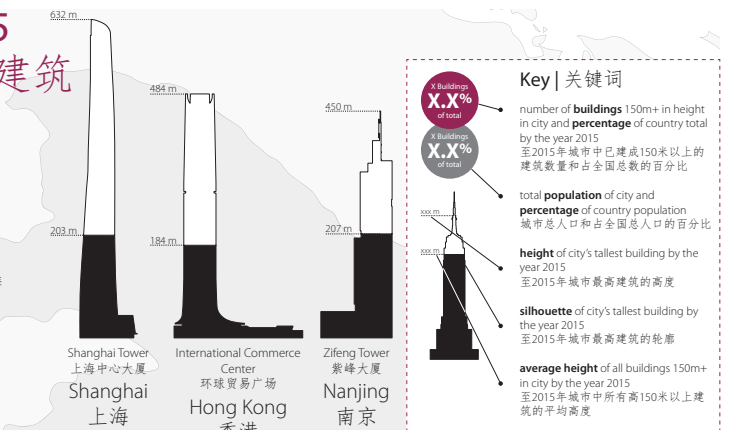 5
建筑
632 m
203 m
Shanghai Tower
上海中心大厦
Shanghai
上海
484 m
184 m
International Commerce
Center
环球贸易广场
Hong Kong
香港
450 m
207 m
Zifeng Tower
紫峰大厦
Nanjing
南京
Key | 关键词
X Buildings
X.X%
of total
X Buildings
X.X%
of total
xxx m
xxx m
number of buildings 150m+ in height
in city and percentage of country total
by the year 2015
至2015年城市中已建成150米以上的
建筑数量和占全国总数的百分比
total population of city and
percentage of country population
城市总人口和占全国总人口的百分比
height of city's tallest building by the
year 2015
至2015年城市最高建筑的高度
silhouette of city's tallest building by
the year 2015
至2015年城市最高建筑的轮廓
average height of all buildings 150m+
in city by the year 2015
至2015年城市中所有高150米以上建
筑的平均高度